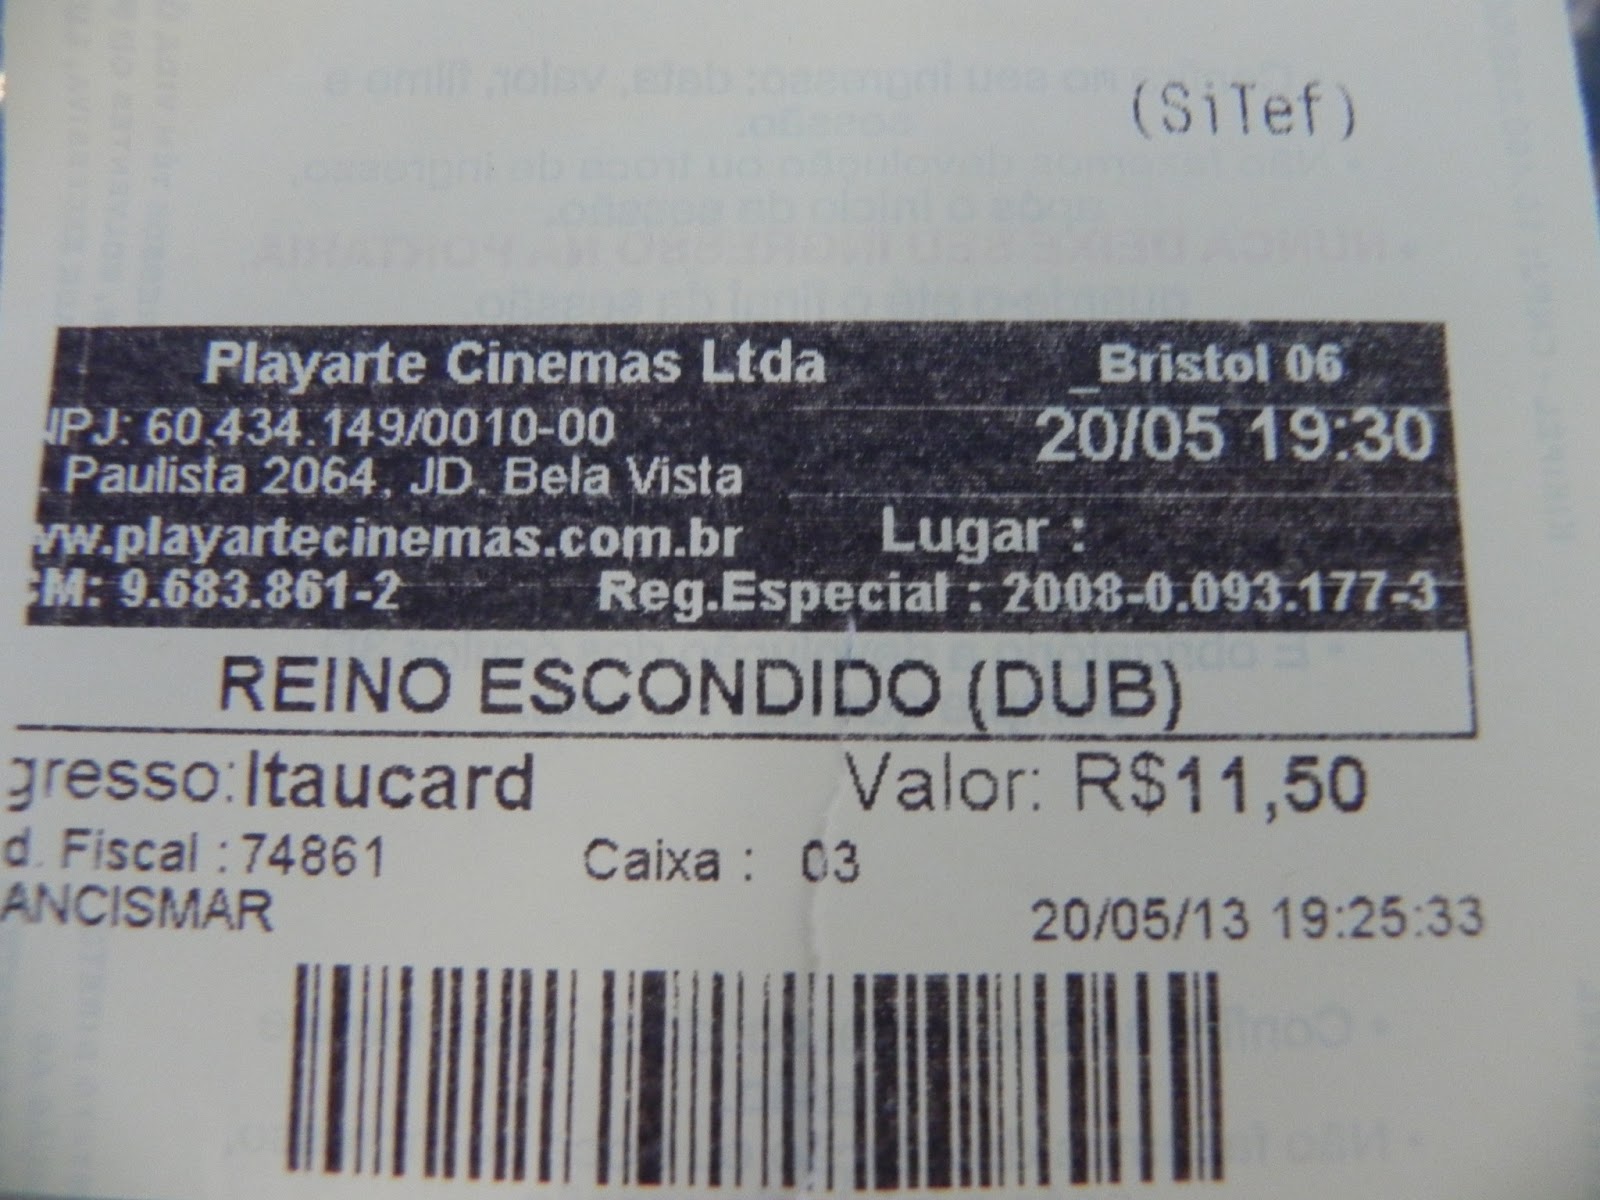 (SiTef)
Playarte Cinemas Ltda _Bristol 06
NPJ: 60.434.149/0010-00 20/05 19:30
. Paulista 2064, JD. Bela Vista
ww.playartecinemas.com.br Lugar :
CM: 9.683.861-2 Reg.Especial : 2008-0.093.177-3
REINO ESCONDIDO (DUB)
gresso:Itaucard Valor: R$11,50
d. Fiscal :74861 Caixa : 03
ANCISMAR 20/05/13 19:25:33